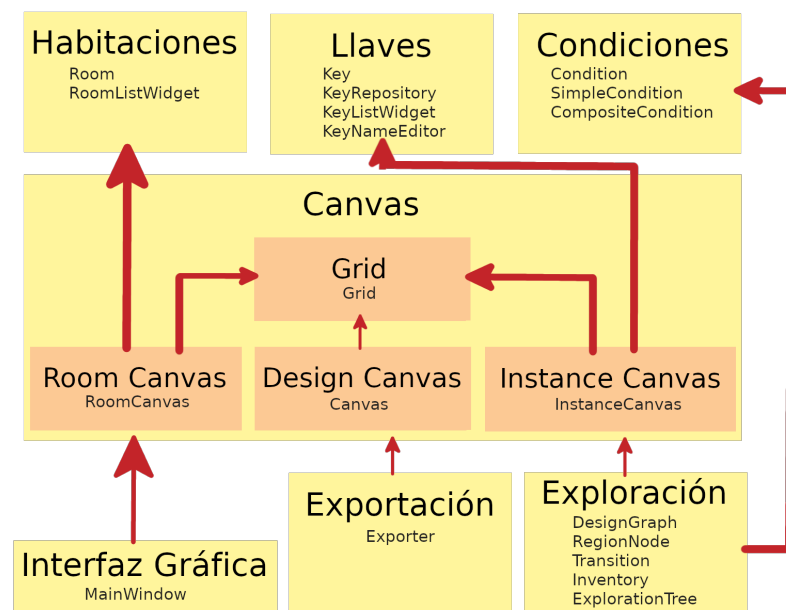 Habitaciones
Room
RoomListWidget
Llaves
Key
KeyRepository
KeyListWidget
KeyNameEditor
Condiciones
Condition
SimpleCondition
CompositeCondition
Canvas
Grid
Grid
Room Canvas
RoomCanvas
Design Canvas
Canvas
Instance Canvas
InstanceCanvas
Interfaz Gráfica
MainWindow
Exportación
Exporter
Exploración
DesignGraph
RegionNode
Transition
Inventory
ExplorationTree